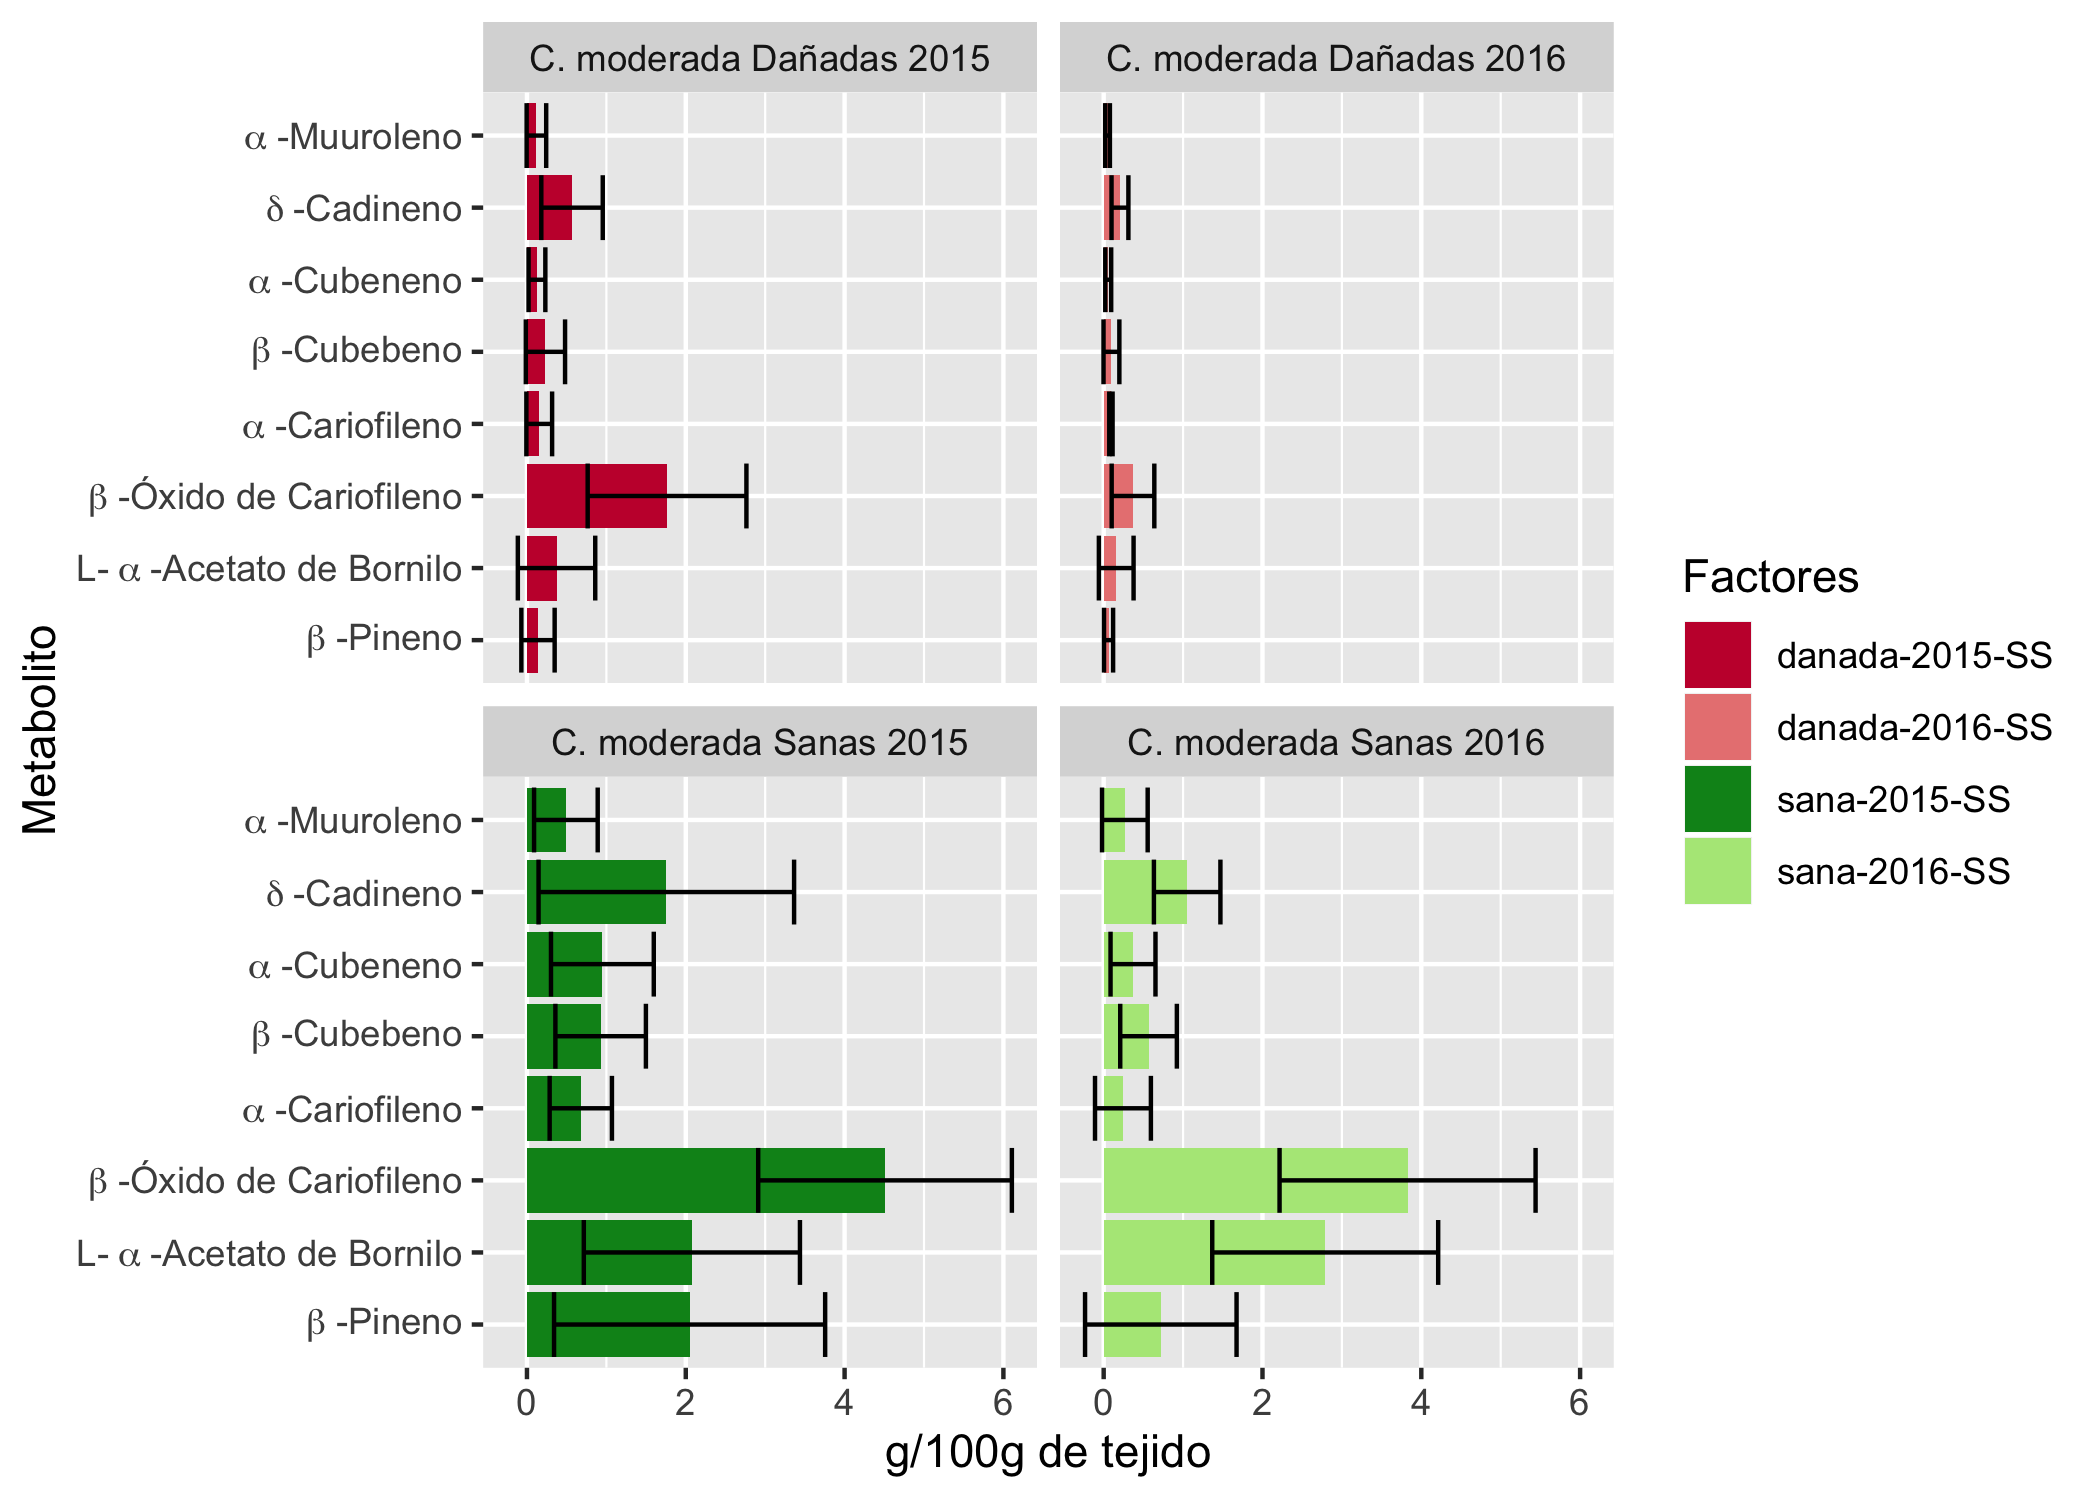 C. moderada Dañadas 2015
C. moderada Dañadas 2016
α -Muuroleno
δ -Cadineno
α -Cubeneno
β -Cubebeno
α -Cariofileno
β -Óxido de Cariofileno
L- α -Acetato de Bornilo
β -Pineno
C. moderada Sanas 2015
C. moderada Sanas 2016
α -Muuroleno
δ -Cadineno
α -Cubeneno
β -Cubebeno
α -Cariofileno
β -Óxido de Cariofileno
L- α -Acetato de Bornilo
β -Pineno
0 2 4 6
0 2 4 6
g/100g de tejido
Metabolito
Factores
danada-2015-SS
danada-2016-SS
sana-2015-SS
sana-2016-SS